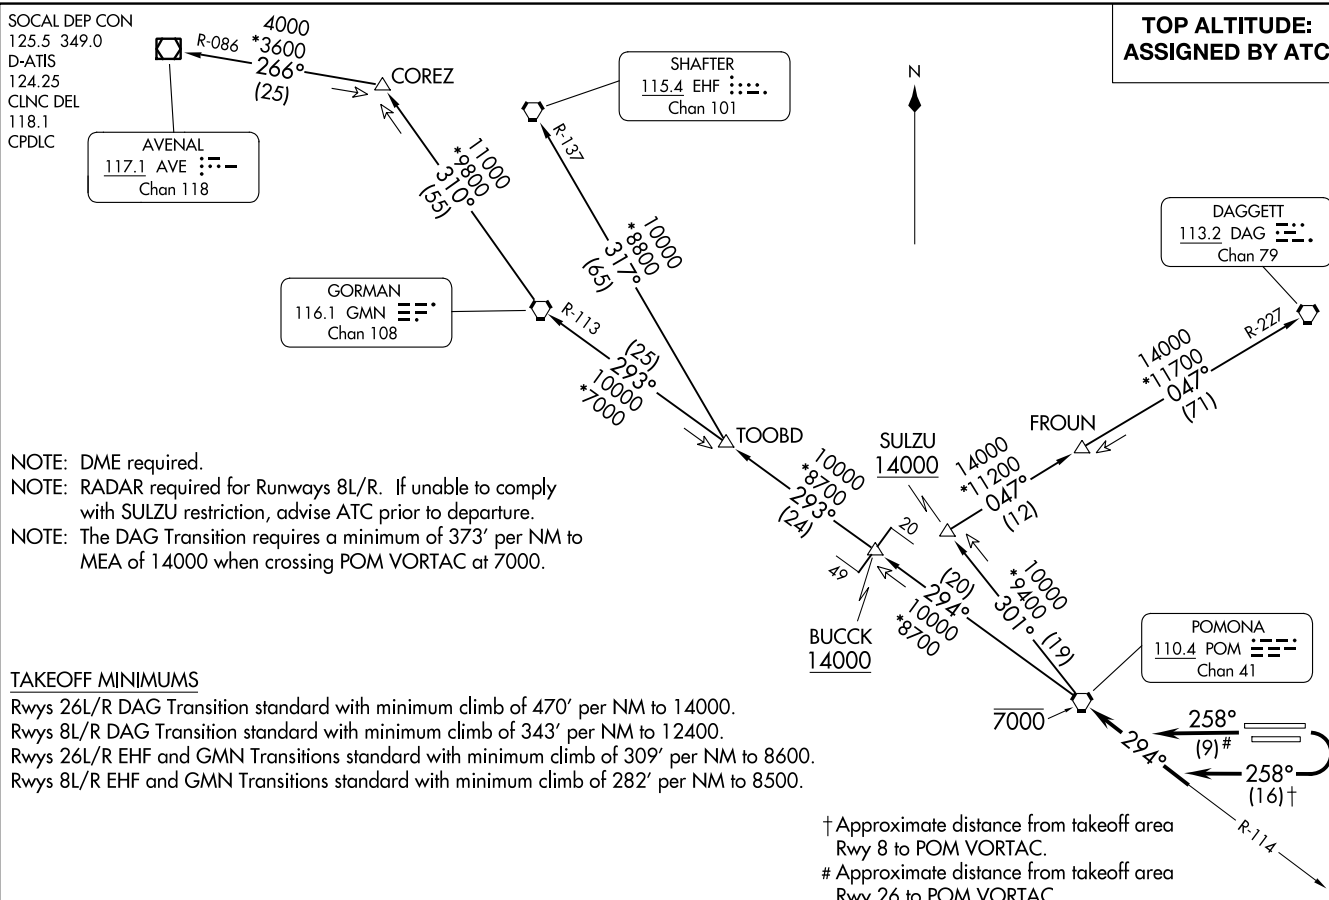 SOCAL DEP CON
125.5 349.0
D-ATIS
124.25
CLNC DEL
118.1
CPDLC
TOP ALTITUDE:
ASSIGNED BY ATC
R-086
4000
*3600
266°
(25)
COREZ
AVENAL
117.1 AVE
Chan 118
SHAFTER
115.4 EHF
Chan 101
R-137
N
11000
*9800
310°
(55)
10000
*8800
317°
(65)
DAGGETT
113.2 DAG
Chan 79
R-227
GORMAN
116.1 GMN
Chan 108
R-113
(25)
293°
10000
*7000
14000
*11700
047°
(71)
TOOBD
FROUN
SULZU
14000
14000
*11200
047°
(12)
10000
*8700
293°
(24)
20
49
NOTE: DME required.
NOTE: RADAR required for Runways 8L/R. If unable to comply
with SULZU restriction, advise ATC prior to departure.
NOTE: The DAG Transition requires a minimum of 373' per NM to
MEA of 14000 when crossing POM VORTAC at 7000.
(20)
294°
10000
*8700
10000
*9400
301°
(19)
BUCCK
14000
POMONA
110.4 POM
Chan 41
7000
258°
(9)#
294°
258°
(16)†
R-114
TAKEOFF MINIMUMS
Rwys 26L/R DAG Transition standard with minimum climb of 470' per NM to 14000.
Rwys 8L/R DAG Transition standard with minimum climb of 343' per NM to 12400.
Rwys 26L/R EHF and GMN Transitions standard with minimum climb of 309' per NM to 8600.
Rwys 8L/R EHF and GMN Transitions standard with minimum climb of 282' per NM to 8500.
† Approximate distance from takeoff area
Rwy 8 to POM VORTAC.
# Approximate distance from takeoff area
Rwy 26 to POM VORTAC